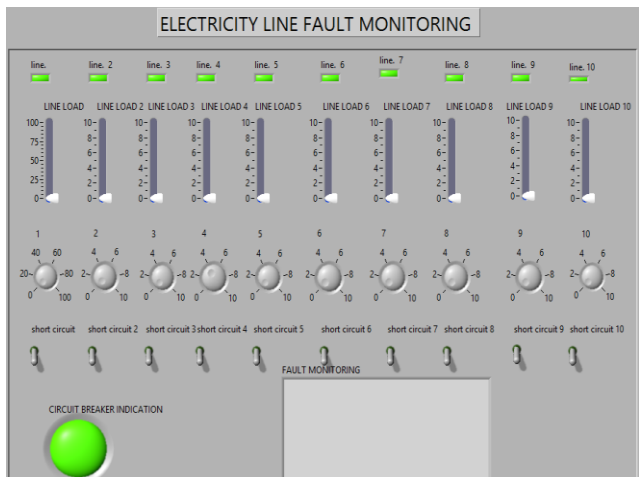 ELECTRICITY LINE FAULT MONITORING
line. line. 2 line. 3 line. 4 line. 5 line. 6 line. 7 line. 8 line. 9 line. 10
LINE LOAD LINE LOAD 2 LINE LOAD 3 LINE LOAD 4 LINE LOAD 5 LINE LOAD 6 LINE LOAD 7 LINE LOAD 8 LINE LOAD 9 LINE LOAD 10
100- 10- 10- 10- 10- 10- 10- 10- 10- 10-
75- 8- 8- 8- 8- 8- 8- 8- 8- 8-
50- 6- 6- 6- 6- 6- 6- 6- 6- 6-
25- 4- 4- 4- 4- 4- 4- 4- 4- 4-
2- 2- 2- 2- 2- 2- 2- 2- 2-
0- 0- 0- 0- 0- 0- 0- 0- 0- 0-
1 2 3 4 5 6 7 8 9 10
40 60 4 6 4 6 4 6 4 6 4 6 4 6 4 6 4 6 4 6
20 80 2 8 2 8 2 8 2 8 2 8 2 8 2 8 2 8 2 8
0 100 0 10 0 10 0 10 0 10 0 10 0 10 0 10 0 10 0 10
short circuit short circuit 2 short circuit 3 short circuit 4 short circuit 5 short circuit 6 short circuit 7 short circuit 8 short circuit 9 short circuit 10
FAULT MONITORING
CIRCUIT BREAKER INDICATION